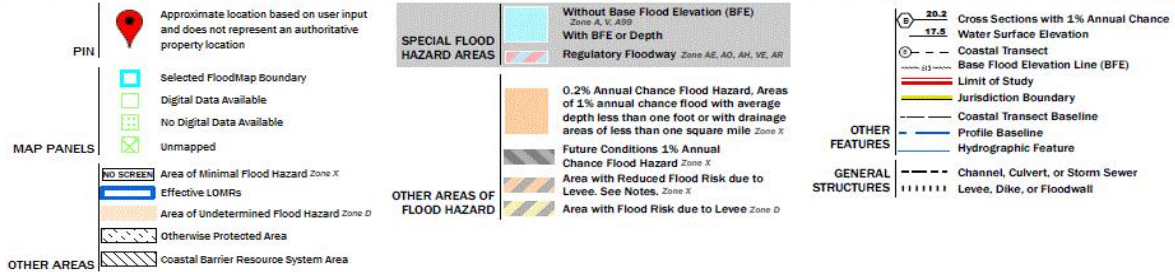 PIN
Approximate location based on user input
and does not represent an authoritative
property location
MAP PANELS
Selected FloodMap Boundary
Digital Data Available
No Digital Data Available
Unmapped
OTHER AREAS
NO SCREEN Area of Minimal Flood Hazard Zone X
Effective LOMRs
Area of Undetermined Flood Hazard Zone D
Otherwise Protected Area
Coastal Barrier Resource System Area
SPECIAL FLOOD
HAZARD AREAS
Without Base Flood Elevation (BFE)
Zone A, V, A99
With BFE or Depth
Regulatory Floodway Zone AE, AO, AH, VE, AR
OTHER AREAS OF
FLOOD HAZARD
0.2% Annual Chance Flood Hazard, Areas
of 1% annual chance flood with average
depth less than one foot or with drainage
areas of less than one square mile Zone X
Future Conditions 1% Annual
Chance Flood Hazard Zone X
Area with Reduced Flood Risk due to
Levee. See Notes. Zone X
Area with Flood Risk due to Levee Zone D
OTHER
FEATURES
B 20.2 Cross Sections with 1% Annual Chance
17.5 Water Surface Elevation
8 Coastal Transect
513 Base Flood Elevation Line (BFE)
Limit of Study
Jurisdiction Boundary
Coastal Transect Baseline
Profile Baseline
Hydrographic Feature
GENERAL
STRUCTURES
Channel, Culvert, or Storm Sewer
Levee, Dike, or Floodwall